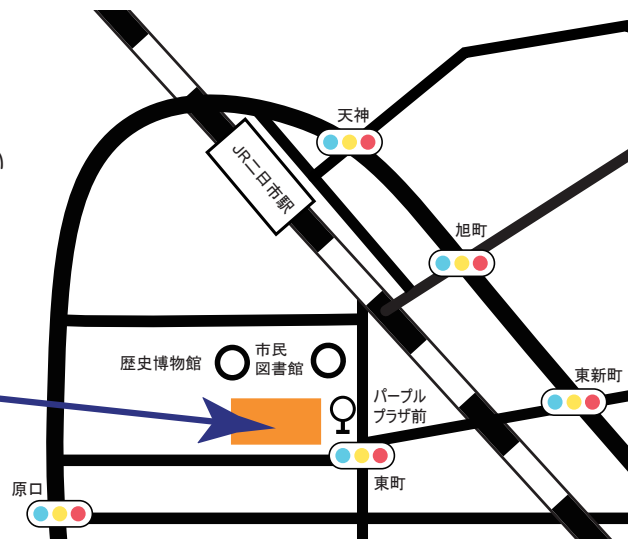 天神
JR二日市駅
旭町
歴史博物館
市民
図書館
東新町
パープル
プラザ前
東町
原口